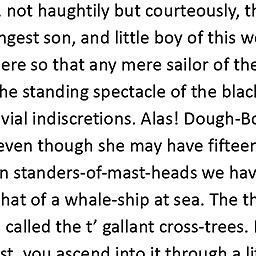 not haughtily but courteously, th
ngest son, and little boy of this w
ere so that any mere sailor of the
he standing spectacle of the blac
vial indiscretions. Alas! Dough-Bo
even though she may have fifteen
n standers-of-mast-heads we hav
hat of a whale-ship at sea. The th
called the t’ gallant cross-trees.
st, you ascend into it through a li